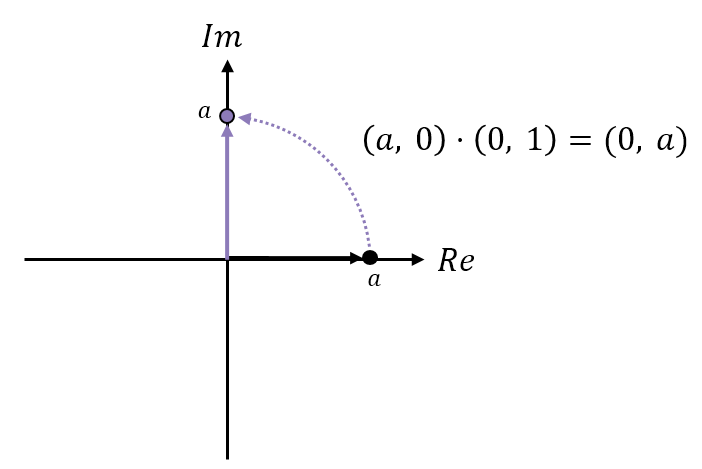 Im
a
(a, 0) · (0, 1) = (0, a)
Re
a